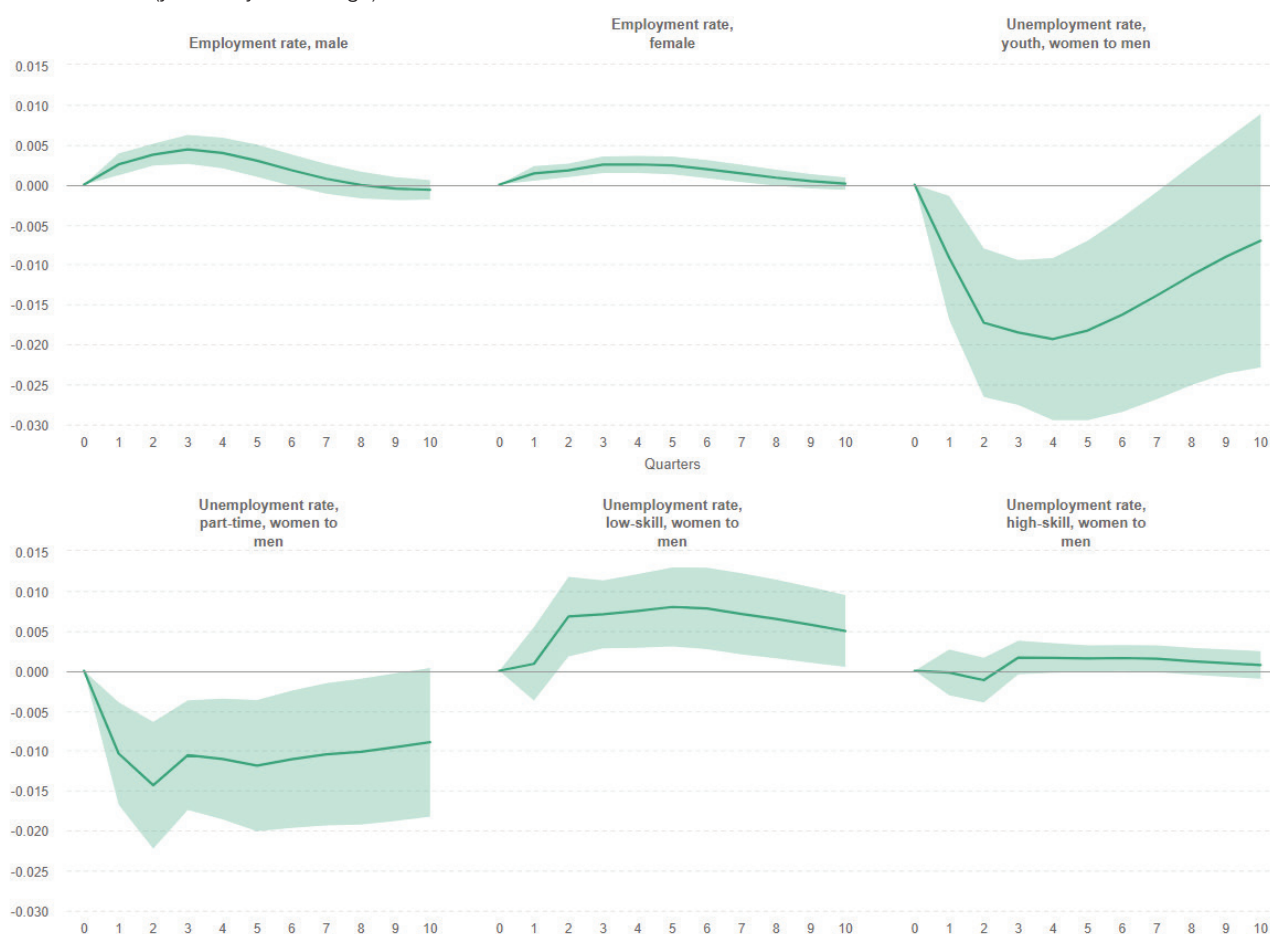 Employment rate, male
Employment rate,
female
Unemployment rate,
youth, women to men
0.015
0.010
0.005
0.000
-0.005
-0.010
-0.015
-0.020
-0.025
-0.030
0 1 2 3 4 5 6 7 8 9 10
0 1 2 3 4 5 6 7 8 9 10
0 1 2 3 4 5 6 7 8 9 10
Quarters
Unemployment rate,
part-time, women to
men
Unemployment rate,
low-skill, women to
men
Unemployment rate,
high-skill, women to
men
0.015
0.010
0.005
0.000
-0.005
-0.010
-0.015
-0.020
-0.025
-0.030
0 1 2 3 4 5 6 7 8 9 10
0 1 2 3 4 5 6 7 8 9 10
0 1 2 3 4 5 6 7 8 9 10